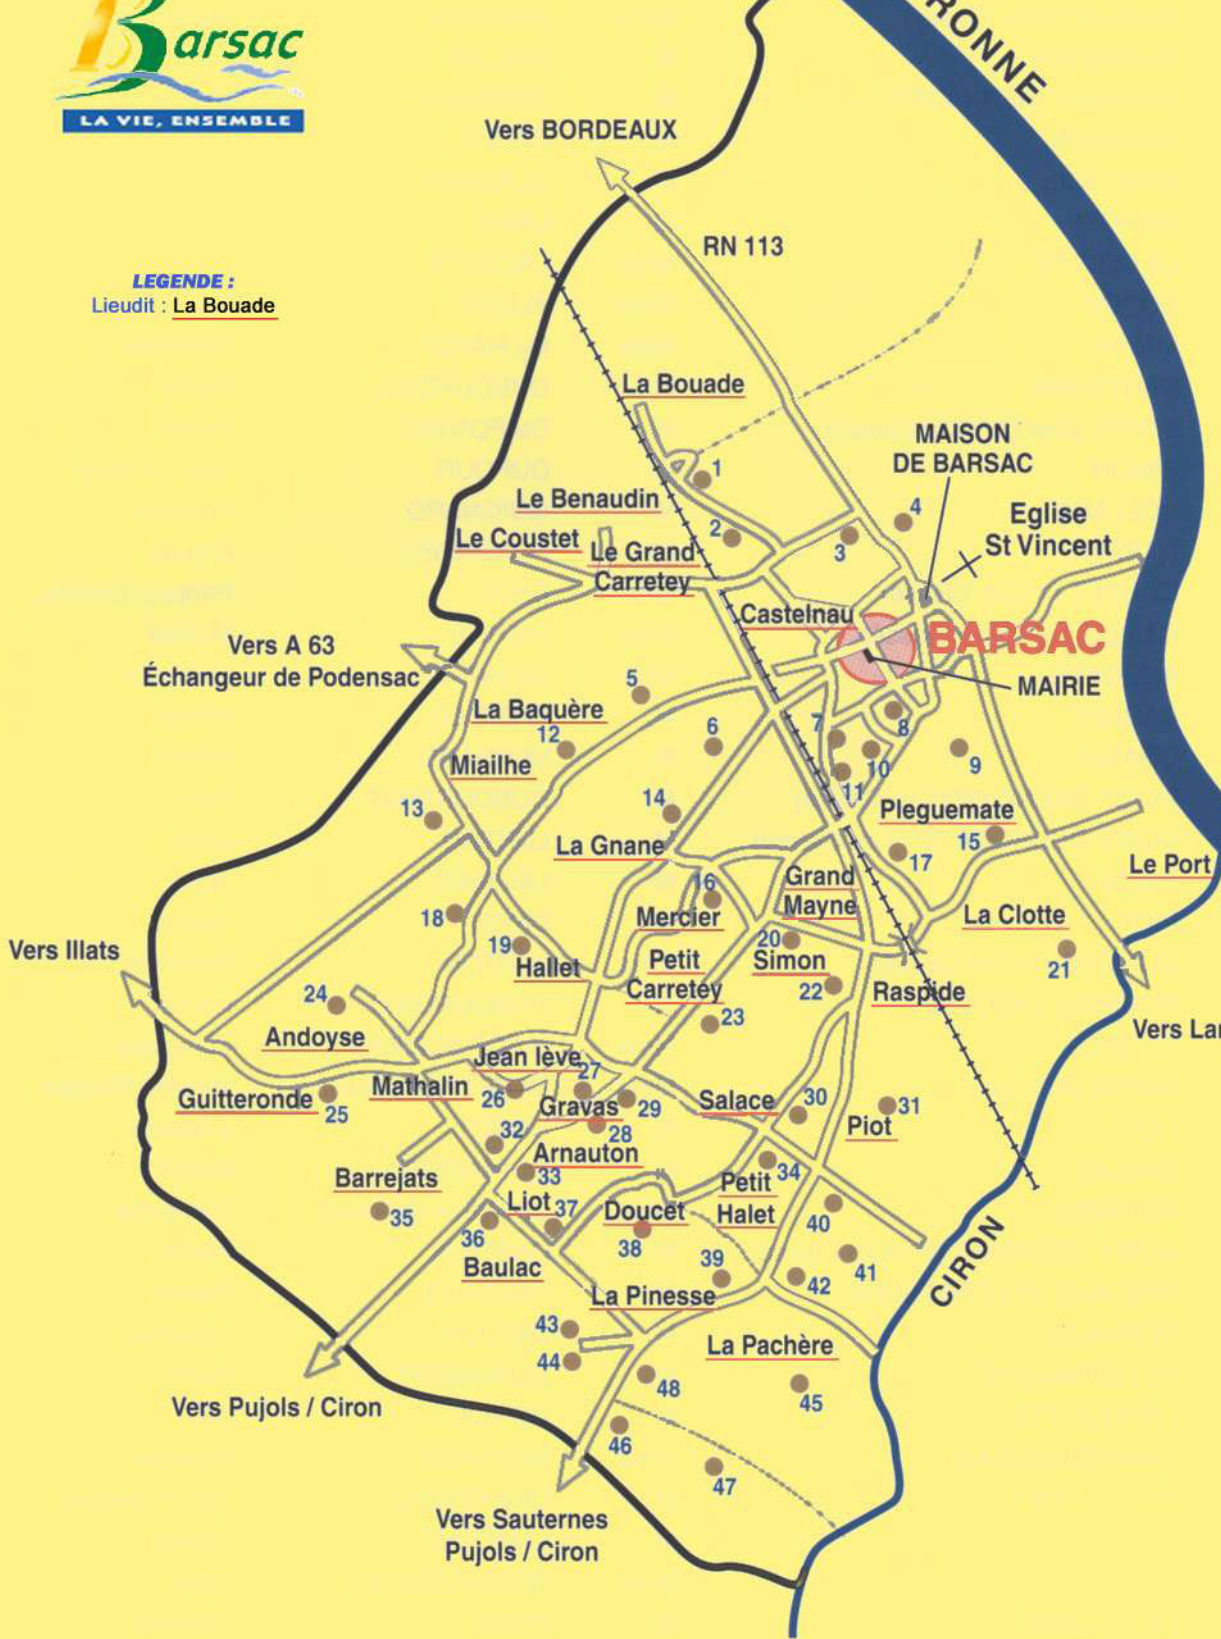 Barsac
LA VIE, ENSEMBLE
RONNE
Vers BORDEAUX
RN 113
LEGENDE :
Lieudit : La Bouade
La Bouade
MAISON
DE BARSAC
1
Le Benaudin
4
Eglise
St Vincent
2
3
Le Coustet
Le Grand
Carretey
Castelnau
BARSAC
Vers A 63
Échangeur de Podensac
MAIRIE
5
La Baquère
12
6
7
8
9
10
11
Miailhe
13
14
Pleguemate
15
La Gnane
17
Le Port
16
Grand
Mayne
Mercier
18
La Clotte
19
20
Vers Illats
Hallet
Petit
Carretey
Simon
21
22
Raspide
24
23
Vers Lan
Andoyse
Jean lève
27
Mathalin
26
Guitteronde
25
Gravas
29
Salace
30
31
28
Piot
32
Arnauton
33
Barrejats
34
Petit
Halet
Liot
37
Doucet
35
36
38
40
Baulac
39
41
42
La Pinesse
CIRON
43
44
La Pachère
48
45
Vers Pujols / Ciron
46
47
Vers Sauternes
Pujols / Ciron